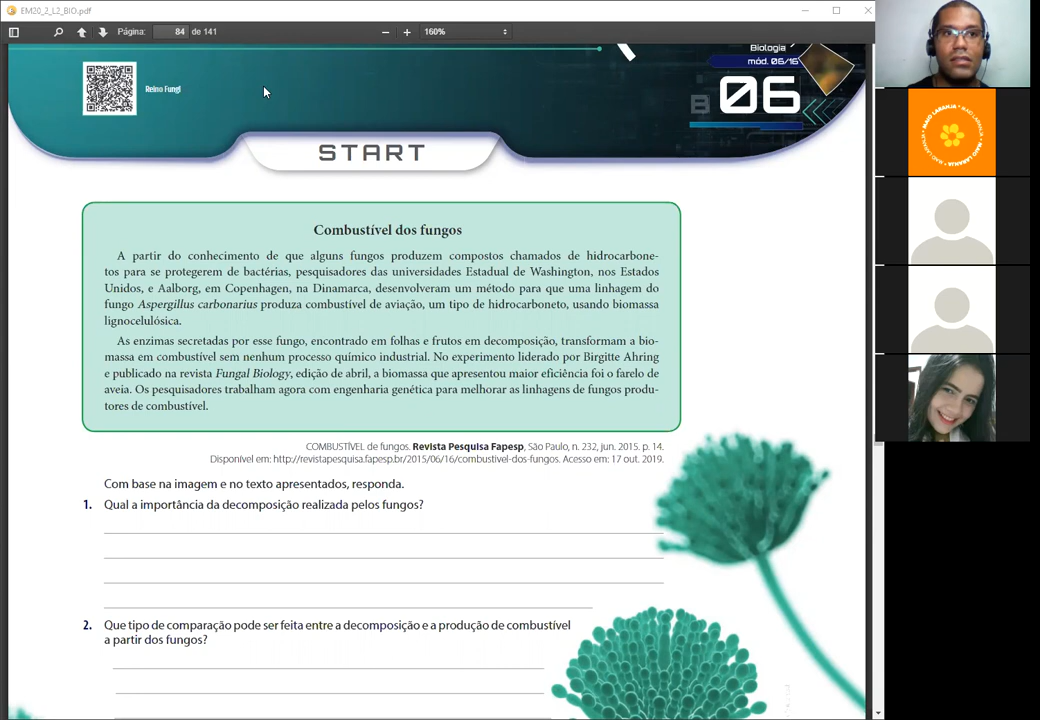 EM20_2_L2_BIO.pdf
Página: 84 de 141
160%
Biologia
mód. 06/16
Reino Fungi
B 06
START
Combustível dos fungos
A partir do conhecimento de que alguns fungos produzem compostos chamados de hidrocarbone-
tos para se protegerem de bactérias, pesquisadores das universidades Estadual de Washington, nos Estados
Unidos, e Aalborg, em Copenhagen, na Dinamarca, desenvolveram um método para que uma linhagem do
fungo Aspergillus carbonarius produza combustível de aviação, um tipo de hidrocarboneto, usando biomassa
lignocelulósica.
As enzimas secretadas por esse fungo, encontrado em folhas e frutos em decomposição, transformam a bio-
massa em combustível sem nenhum processo químico industrial. No experimento liderado por Birgitte Ahring
e publicado na revista Fungal Biology, edição de abril, a biomassa que apresentou maior eficiência foi o farelo de
aveia. Os pesquisadores trabalham agora com engenharia genética para melhorar as linhagens de fungos produ-
tores de combustível.
COMBUSTÍVEL de fungos. Revista Pesquisa Fapesp, São Paulo, n. 232, jun. 2015. p. 14.
Disponível em: http://revistapesquisa.fapesp.br/2015/06/16/combustivel-dos-fungos. Acesso em: 17 out. 2019.
Com base na imagem e no texto apresentados, responda.
1. Qual a importância da decomposição realizada pelos fungos?
2. Que tipo de comparação pode ser feita entre a decomposição e a produção de combustível
a partir dos fungos?
MAIO LARANJA
MAIO LARANJA
MAIO LARANJA